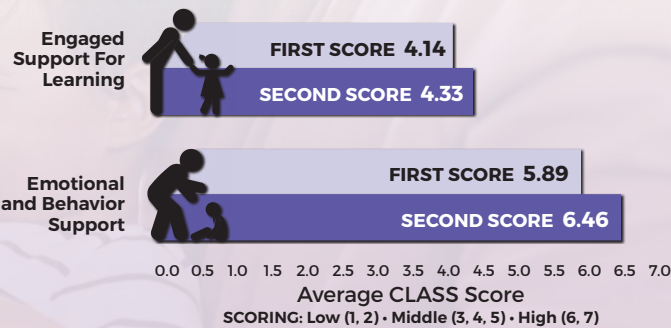 Engaged
Support For
Learning
FIRST SCORE 4.14
SECOND SCORE 4.33
Emotional
and Behavior
Support
FIRST SCORE 5.89
SECOND SCORE 6.46
0.0 0.5 1.0 1.5 2.0 2.5 3.0 3.5 4.0 4.5 5.0 5.5 6.0 6.5 7.0
Average CLASS Score
SCORING: Low (1, 2) • Middle (3, 4, 5) • High (6, 7)